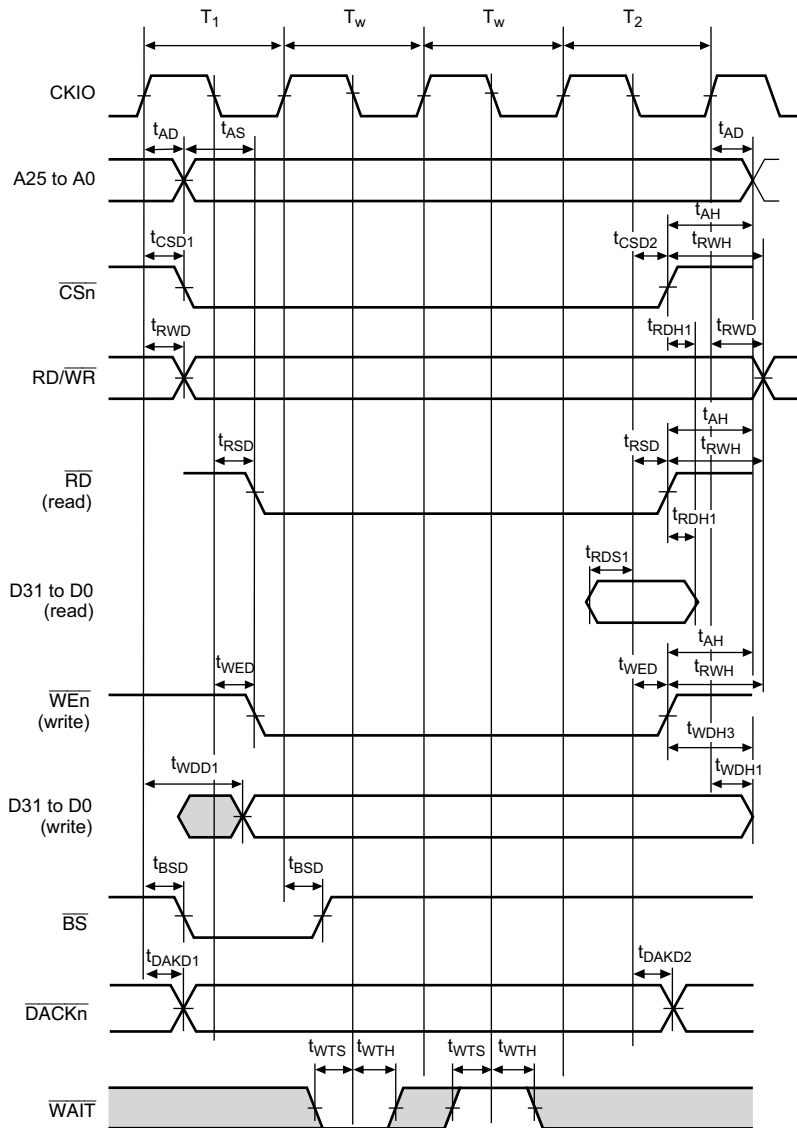 T1 Tw Tw T2
CKIO
tAD tAS tAD
A25 to A0
tAH
tCSD1 tCSD2 tRWH
CSn
tRWD tRDH1 tRWD
RD/WR
tAH
tRSD tRSD tRWH
RD
(read)
tRDH1
tRDS1
D31 to D0
(read)
tAH
tWED tWED tRWH
WEn
(write)
tWDH3
tWDD1 tWDH1
D31 to D0
(write)
tBSD tBSD
BS
tDAKD1 tDAKD2
DACKn
tWTS tWTH tWTS tWTH
WAIT